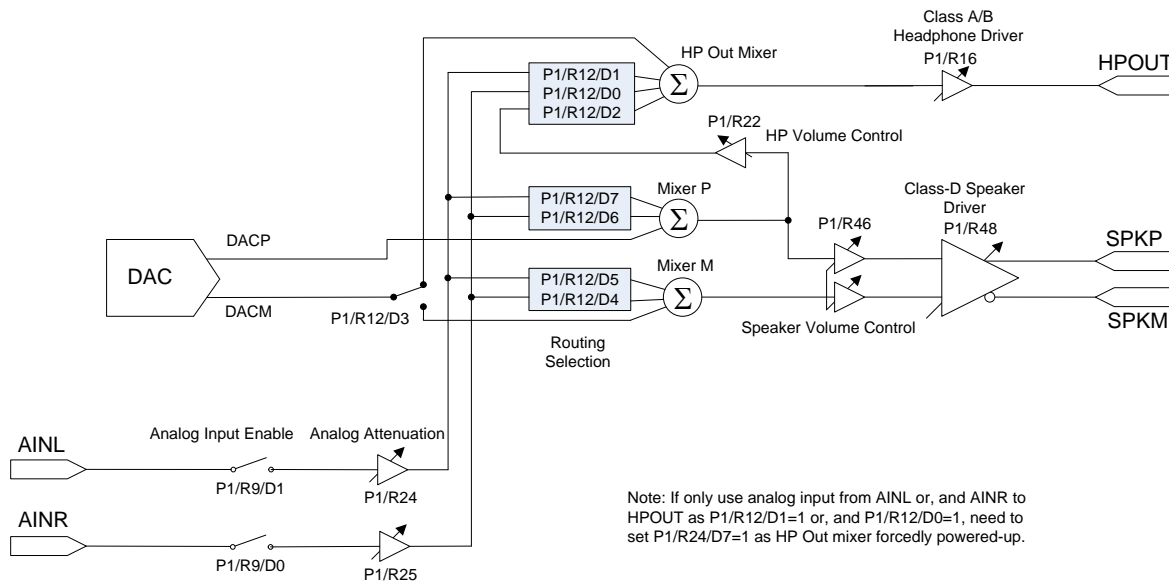 Class A/B
Headphone Driver
P1/R16
HPOUT
HP Out Mixer
P1/R12/D1
P1/R12/D0
P1/R12/D2
Σ
P1/R22
HP Volume Control
P1/R12/D7
P1/R12/D6
Mixer P
Σ
P1/R46
Class-D Speaker
Driver
P1/R48
SPKP
SPKM
DAC
DACP
DACM
P1/R12/D3
P1/R12/D5
P1/R12/D4
Mixer M
Σ
Speaker Volume Control
Routing
Selection
AINL
Analog Input Enable
Analog Attenuation
P1/R9/D1
P1/R24
AINR
P1/R9/D0
P1/R25
Note: If only use analog input from AINL or, and AINR to
HPOUT as P1/R12/D1=1 or, and P1/R12/D0=1, need to
set P1/R24/D7=1 as HP Out mixer forcedly powered-up.